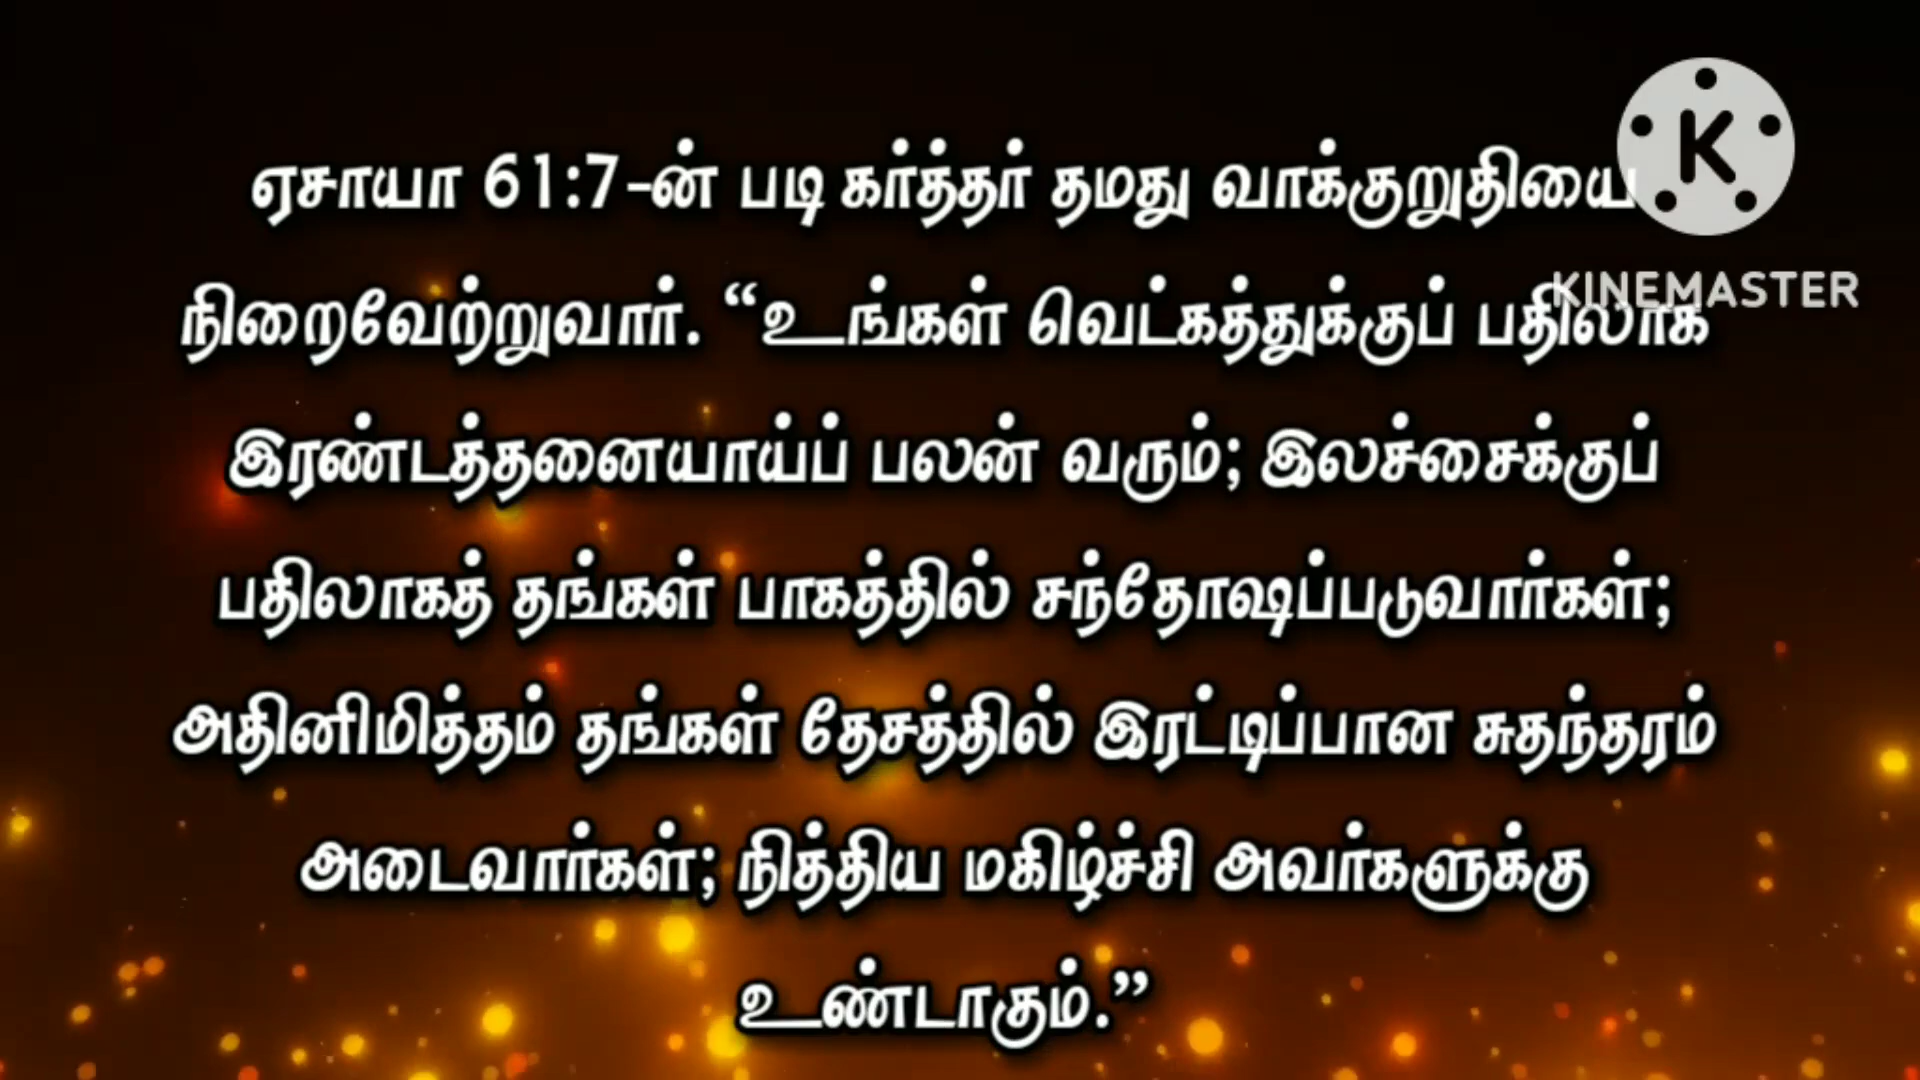 ஏசாயா 61:7-ன் படி கர்த்தர் தமது வாக்குறுதியை
நிறைவேற்றுவார். “உங்கள் வெட்கத்துக்குப் பதிலாக
இரண்டத்தனையாய்ப் பலன் வரும்; இலச்சைக்குப்
பதிலாகத் தங்கள் பாகத்தில் சந்தோஷப்படுவார்கள்;
அதினிமித்தம் தங்கள் தேசத்தில் இரட்டிப்பான சுதந்தரம்
அடைவார்கள்; நித்திய மகிழ்ச்சி அவர்களுக்கு
உண்டாகும்.”
K
KINEMASTER